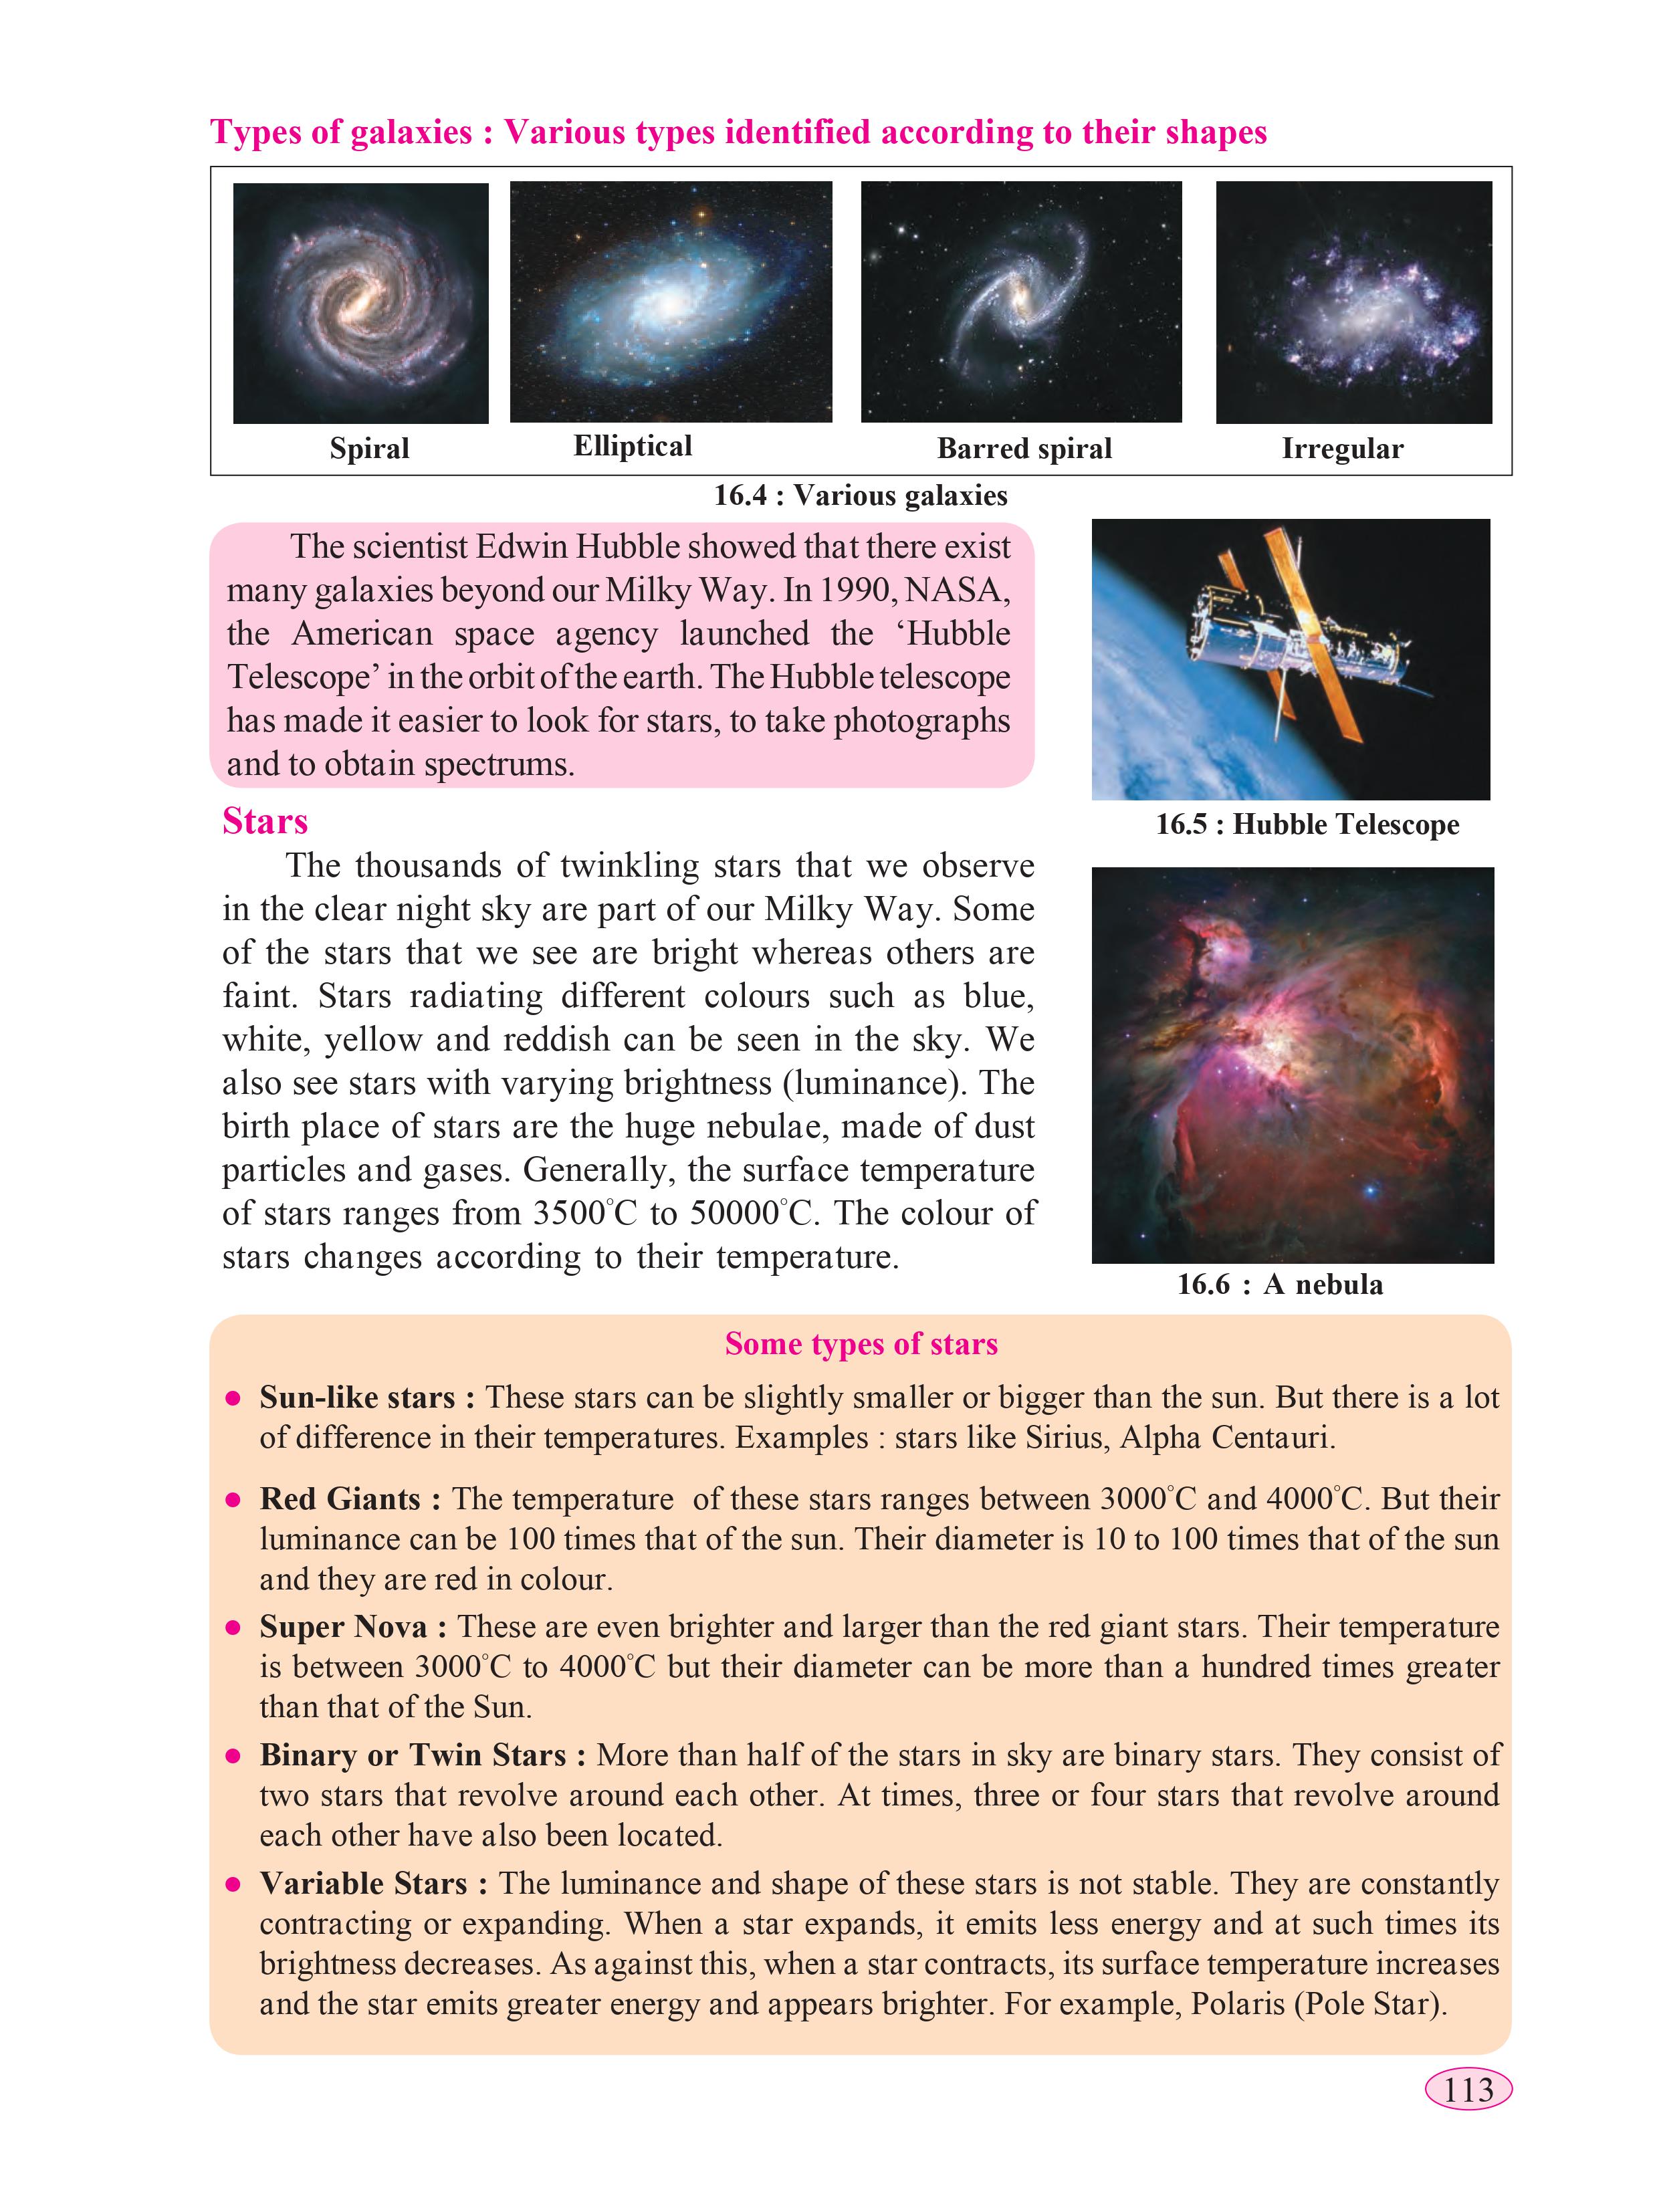 Types of galaxies : Various types identified according to their shapes
Spiral
Elliptical
Barred spiral
Irregular
16.4 : Various galaxies
The scientist Edwin Hubble showed that there exist
many galaxies beyond our Milky Way. In 1990, NASA,
the American space agency launched the ‘Hubble
Telescope’ in the orbit of the earth. The Hubble telescope
has made it easier to look for stars, to take photographs
and to obtain spectrums.
16.5 : Hubble Telescope
Stars
The thousands of twinkling stars that we observe
in the clear night sky are part of our Milky Way. Some
of the stars that we see are bright whereas others are
faint. Stars radiating different colours such as blue,
white, yellow and reddish can be seen in the sky. We
also see stars with varying brightness (luminance). The
birth place of stars are the huge nebulae, made of dust
particles and gases. Generally, the surface temperature
of stars ranges from 3500°C to 50000°C. The colour of
stars changes according to their temperature.
16.6 : A nebula
Some types of stars
● Sun-like stars : These stars can be slightly smaller or bigger than the sun. But there is a lot
of difference in their temperatures. Examples : stars like Sirius, Alpha Centauri.
● Red Giants : The temperature of these stars ranges between 3000°C and 4000°C. But their
luminance can be 100 times that of the sun. Their diameter is 10 to 100 times that of the sun
and they are red in colour.
● Super Nova : These are even brighter and larger than the red giant stars. Their temperature
is between 3000°C to 4000°C but their diameter can be more than a hundred times greater
than that of the Sun.
● Binary or Twin Stars : More than half of the stars in sky are binary stars. They consist of
two stars that revolve around each other. At times, three or four stars that revolve around
each other have also been located.
● Variable Stars : The luminance and shape of these stars is not stable. They are constantly
contracting or expanding. When a star expands, it emits less energy and at such times its
brightness decreases. As against this, when a star contracts, its surface temperature increases
and the star emits greater energy and appears brighter. For example, Polaris (Pole Star).
113